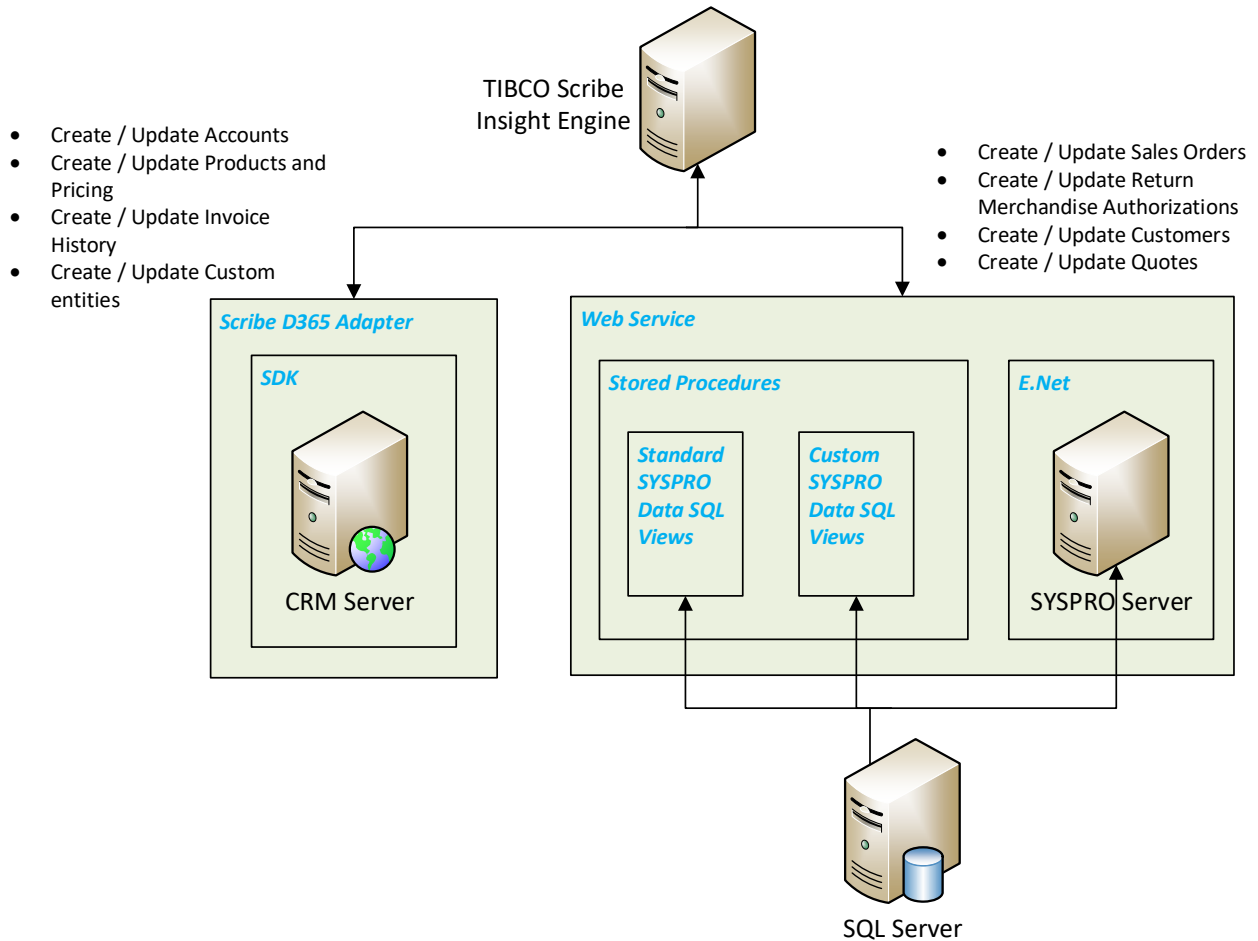 TIBCO Scribe
Insight Engine
• Create / Update Accounts
• Create / Update Products and
Pricing
• Create / Update Invoice
History
• Create / Update Custom
entities
• Create / Update Sales Orders
• Create / Update Return
Merchandise Authorizations
• Create / Update Customers
• Create / Update Quotes
Scribe D365 Adapter
SDK
CRM Server
Web Service
Stored Procedures
Standard
SYSPRO
Data SQL
Views
Custom
SYSPRO
Data SQL
Views
E.Net
SYSPRO Server
SQL Server